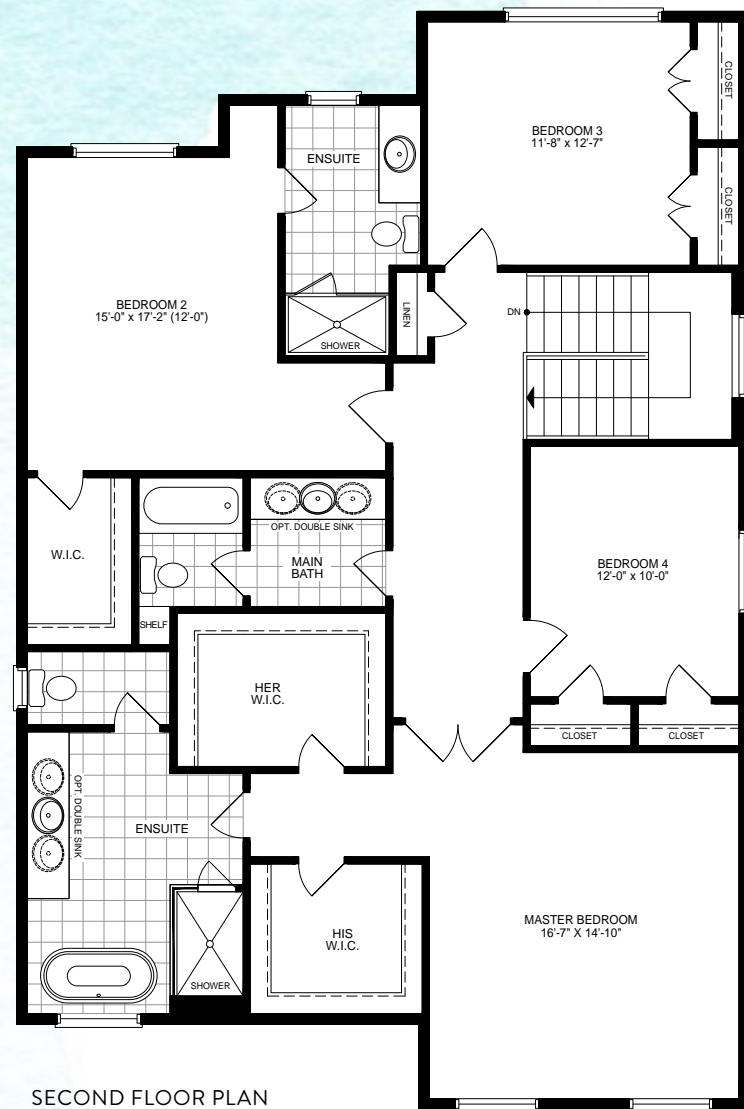 CLOSET
BEDROOM 3
11'-8" x 12'-7"
ENSUITE
CLOSET
BEDROOM 2
15'-0" x 17'-2" (12'-0")
LINEN
DN
SHOWER
OPT. DOUBLE SINK
W.I.C.
MAIN
BATH
BEDROOM 4
12'-0" x 10'-0"
SHELF
HER
W.I.C.
CLOSET
CLOSET
OPT. DOUBLE SINK
ENSUITE
MASTER BEDROOM
16'-7" X 14'-10"
HIS
W.I.C.
SHOWER
SECOND FLOOR PLAN